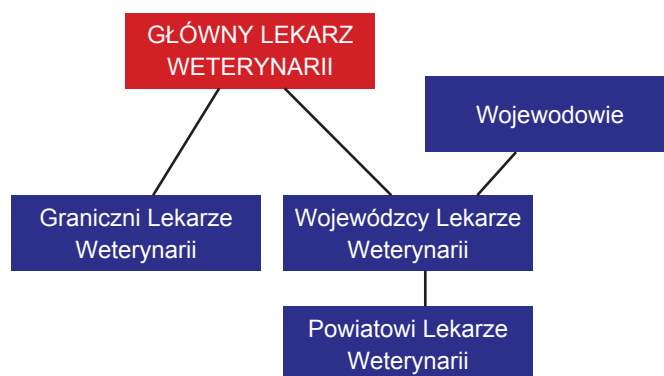 GŁÓWNY LEKARZ
WETERYNARII
Wojewodowie
Graniczni Lekarze
Weterynarii
Wojewódzcy Lekarze
Weterynarii
Powiatowi Lekarze
Weterynarii